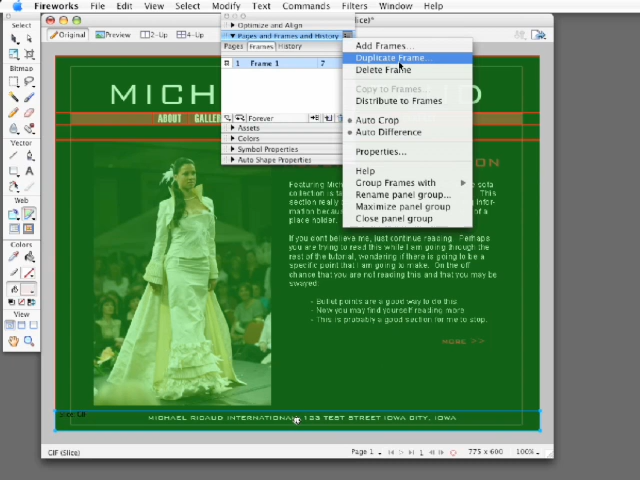 Fireworks File Edit View Select Modify Text Commands Filters Window Help
Original Preview 2-Up 4-Up
Select
Bitmap
Vector
Web
Colors
View
Optimize and Align
Pages and Frames and History
Pages Frames History
1 Frame 1 7
Forever
Assets
Colors
Symbol Properties
Auto Shape Properties
Add Frames...
Duplicate Frame...
Delete Frame
Copy to Frames...
Distribute to Frames
Auto Crop
Auto Difference
Properties...
Help
Group Frames with
Rename panel group...
Maximize panel group
Close panel group
ABOUT
If you dont believe me, just continue reading. Perhaps
you are trying to read this while I am going through the
rest of the tutorial, wondering if there is going to be a
specific point that I am going to make. On the off
chance that you are not reading this and that you may
be swayed:
- Bullet points are a good way to do this.
- Now you may find yourself reading more.
- This is probably a good section for me to stop.
MORE >>
MICHAEL RICAUD INTERNATIONAL 123 TEST STREET IOWA CITY, IOWA
GIF (Slice) Page 1 1 775 x 600 100%